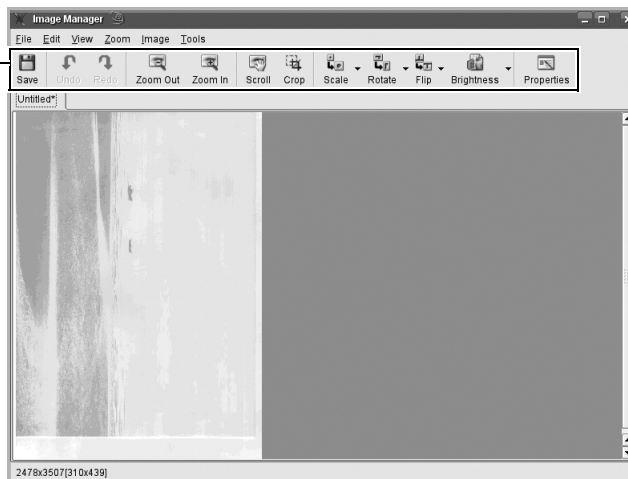 Image Manager
File Edit View Zoom Image Tools
Save Undo Redo Zoom Out Zoom In Scroll Crop Scale Rotate Flip Brightness Properties
Untitled*
2478x3507[310x439]